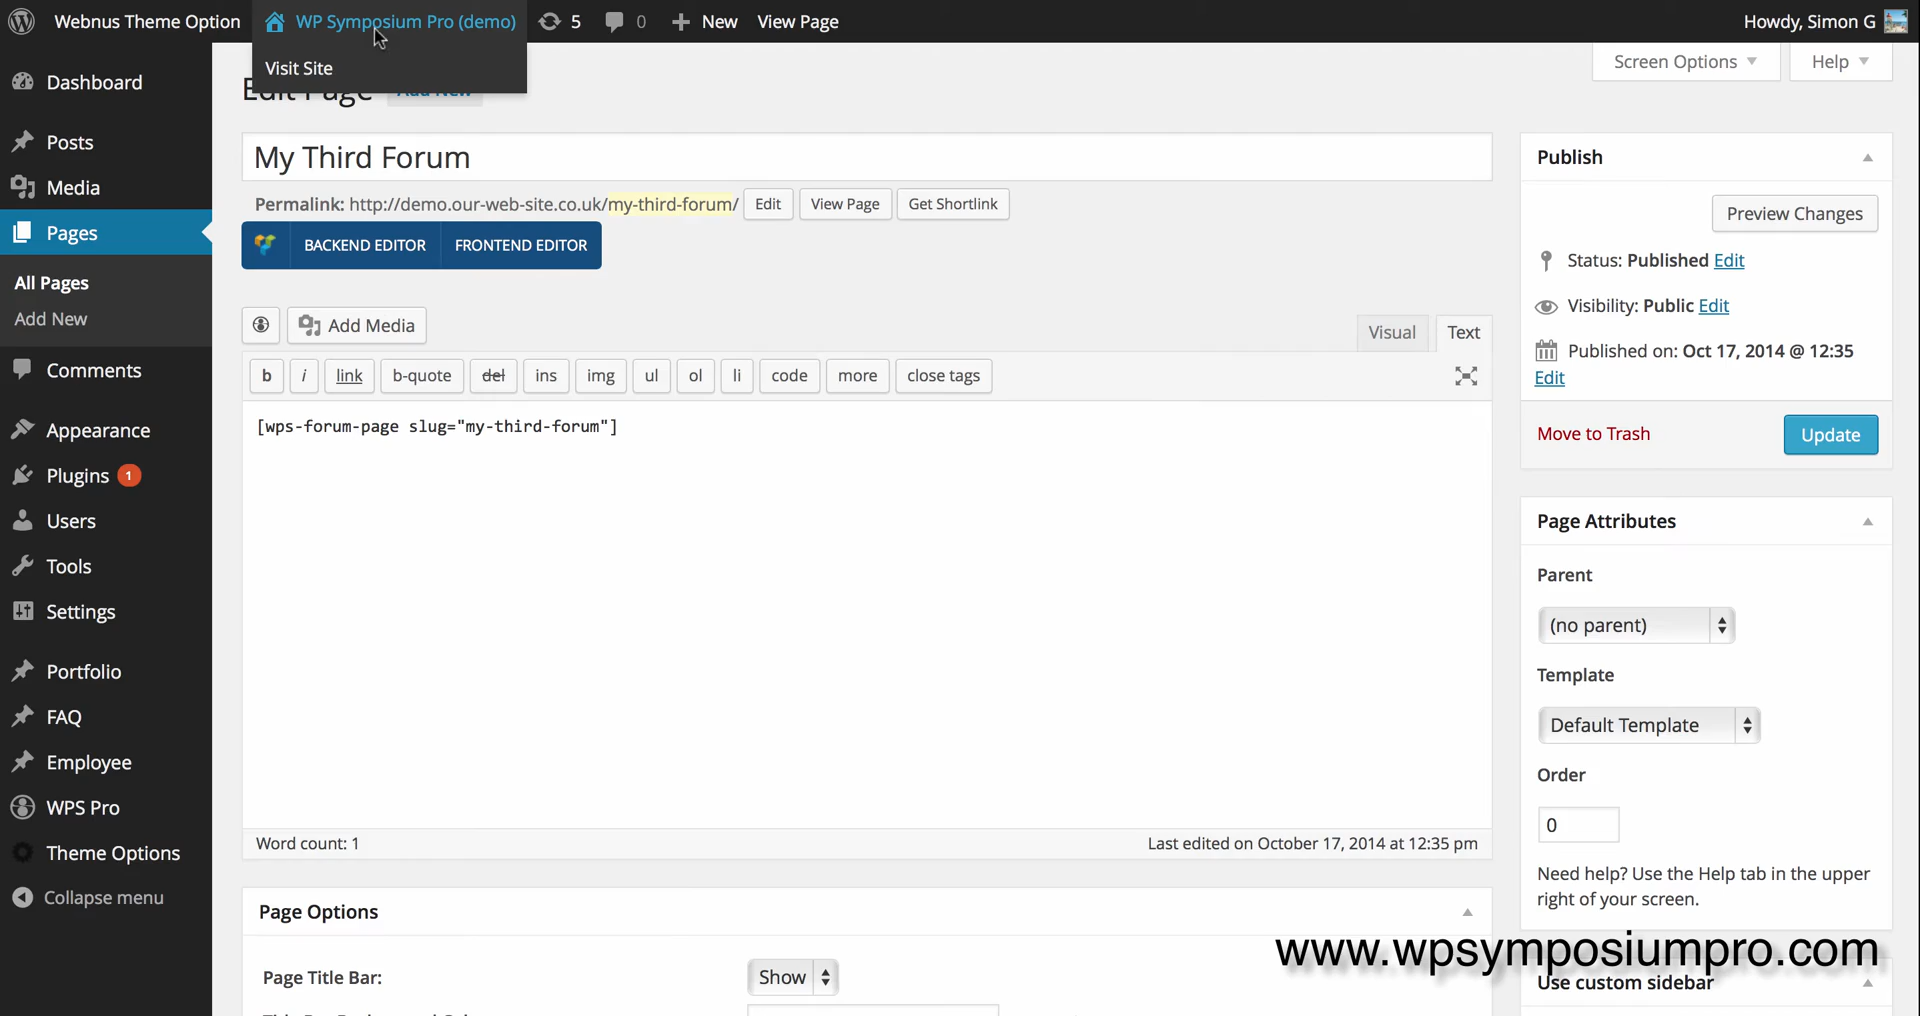 Webnus Theme Option WP Symposium Pro (demo) 5 0 New View Page Howdy, Simon G
Visit Site
Screen Options Help
Edit Page Add New
Dashboard
Posts
Media
Pages
All Pages
Add New
Comments
Appearance
Plugins 1
Users
Tools
Settings
Portfolio
FAQ
Employee
WPS Pro
Theme Options
Collapse menu
My Third Forum
Permalink: http://demo.our-web-site.co.uk/my-third-forum/ Edit View Page Get Shortlink
BACKEND EDITOR FRONTEND EDITOR
Add Media
Visual Text
b i link b-quote del ins img ul ol li code more close tags
[wps-forum-page slug="my-third-forum"]
Word count: 1 Last edited on October 17, 2014 at 12:35 pm
Page Options
Page Title Bar: Show
Publish
Preview Changes
Status: Published Edit
Visibility: Public Edit
Published on: Oct 17, 2014 @ 12:35
Edit
Move to Trash Update
Page Attributes
Parent
(no parent)
Template
Default Template
Order
0
Need help? Use the Help tab in the upper
right of your screen.
www.wpsymposiumpro.com
Use custom sidebar